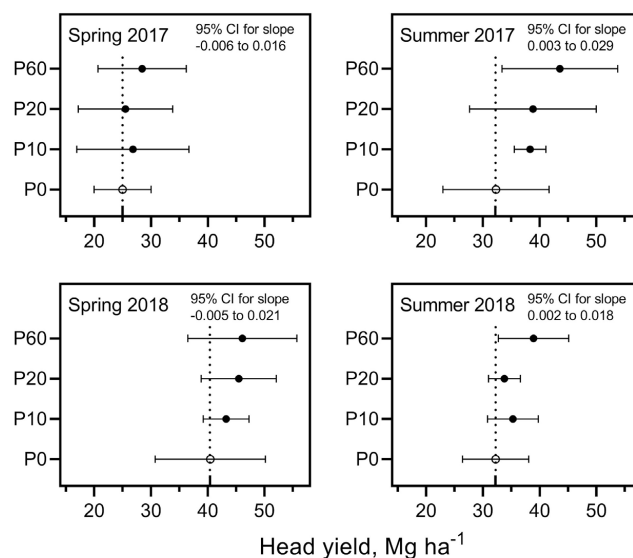 Spring 2017
95% CI for slope
-0.006 to 0.016
P60
P20
P10
P0
20 30 40 50
Summer 2017
95% CI for slope
0.003 to 0.029
P60
P20
P10
P0
20 30 40 50
Spring 2018
95% CI for slope
-0.005 to 0.021
P60
P20
P10
P0
20 30 40 50
Summer 2018
95% CI for slope
0.002 to 0.018
P60
P20
P10
P0
20 30 40 50
Head yield, Mg ha⁻¹